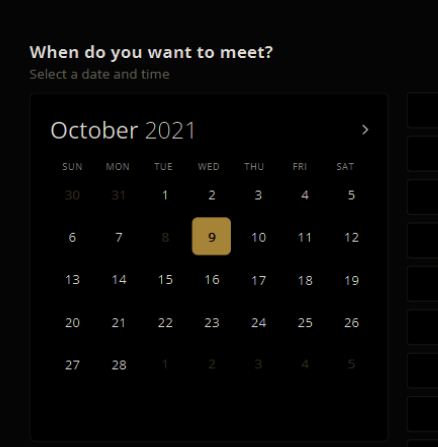 When do you want to meet?
Select a date and time
October 2021
SUN MON TUE WED THU FRI SAT
30 31 1 2 3 4 5
6 7 8 9 10 11 12
13 14 15 16 17 18 19
20 21 22 23 24 25 26
27 28 1 2 3 4 5